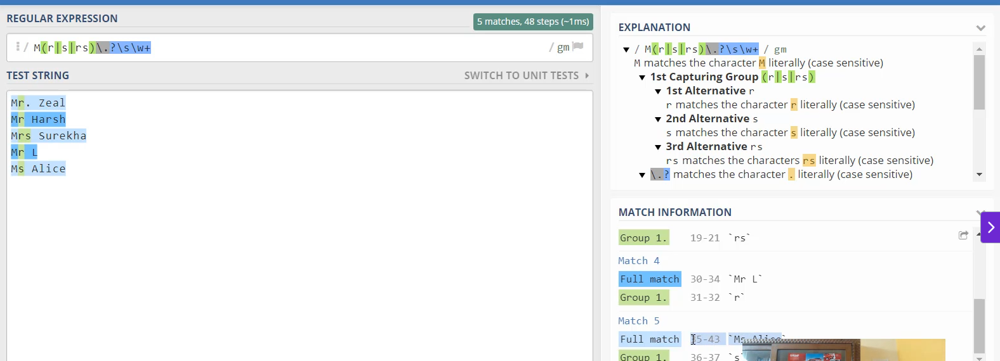 REGULAR EXPRESSION
5 matches, 48 steps (~1ms)
/ M(r|s|rs)\.?\s\w+ / gm
TEST STRING
SWITCH TO UNIT TESTS
Mr. Zeal
Mr Harsh
Mrs Surekha
Mr L
Ms Alice
EXPLANATION
/ M(r|s|rs)\.?\s\w+ / gm
M matches the character M literally (case sensitive)
1st Capturing Group (r|s|rs)
1st Alternative r
r matches the character r literally (case sensitive)
2nd Alternative s
s matches the character s literally (case sensitive)
3rd Alternative rs
rs matches the characters rs literally (case sensitive)
\.? matches the character . literally (case sensitive)
MATCH INFORMATION
Group 1. 19-21 `rs`
Match 4
Full match 30-34 `Mr L`
Group 1. 31-32 `r`
Match 5
Full match 35-43 `Ms Alice`
Group 1. 36-37 `s`